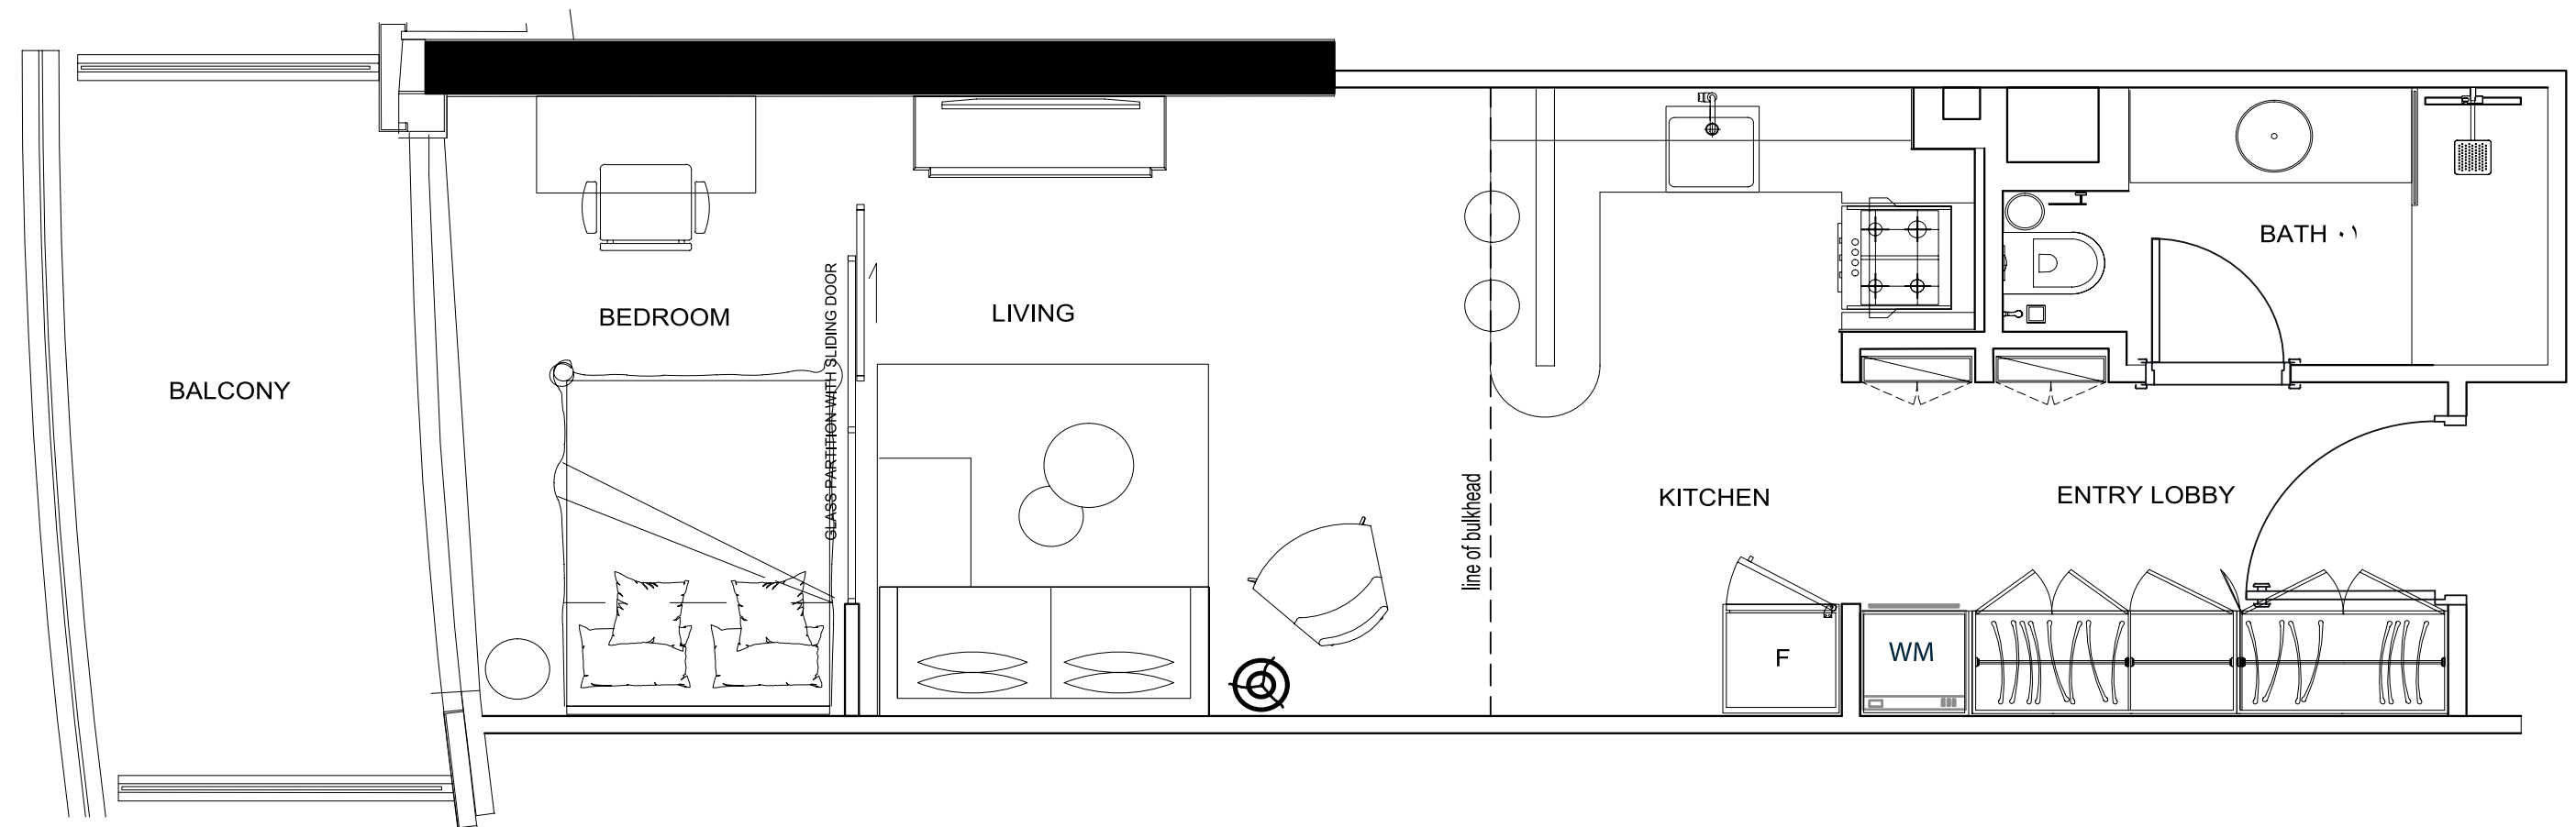 BALCONY
BEDROOM
GLASS PARTITION WITH SLIDING DOOR
LIVING
line of bulkhead
KITCHEN
ENTRY LOBBY
BATH
F
WM